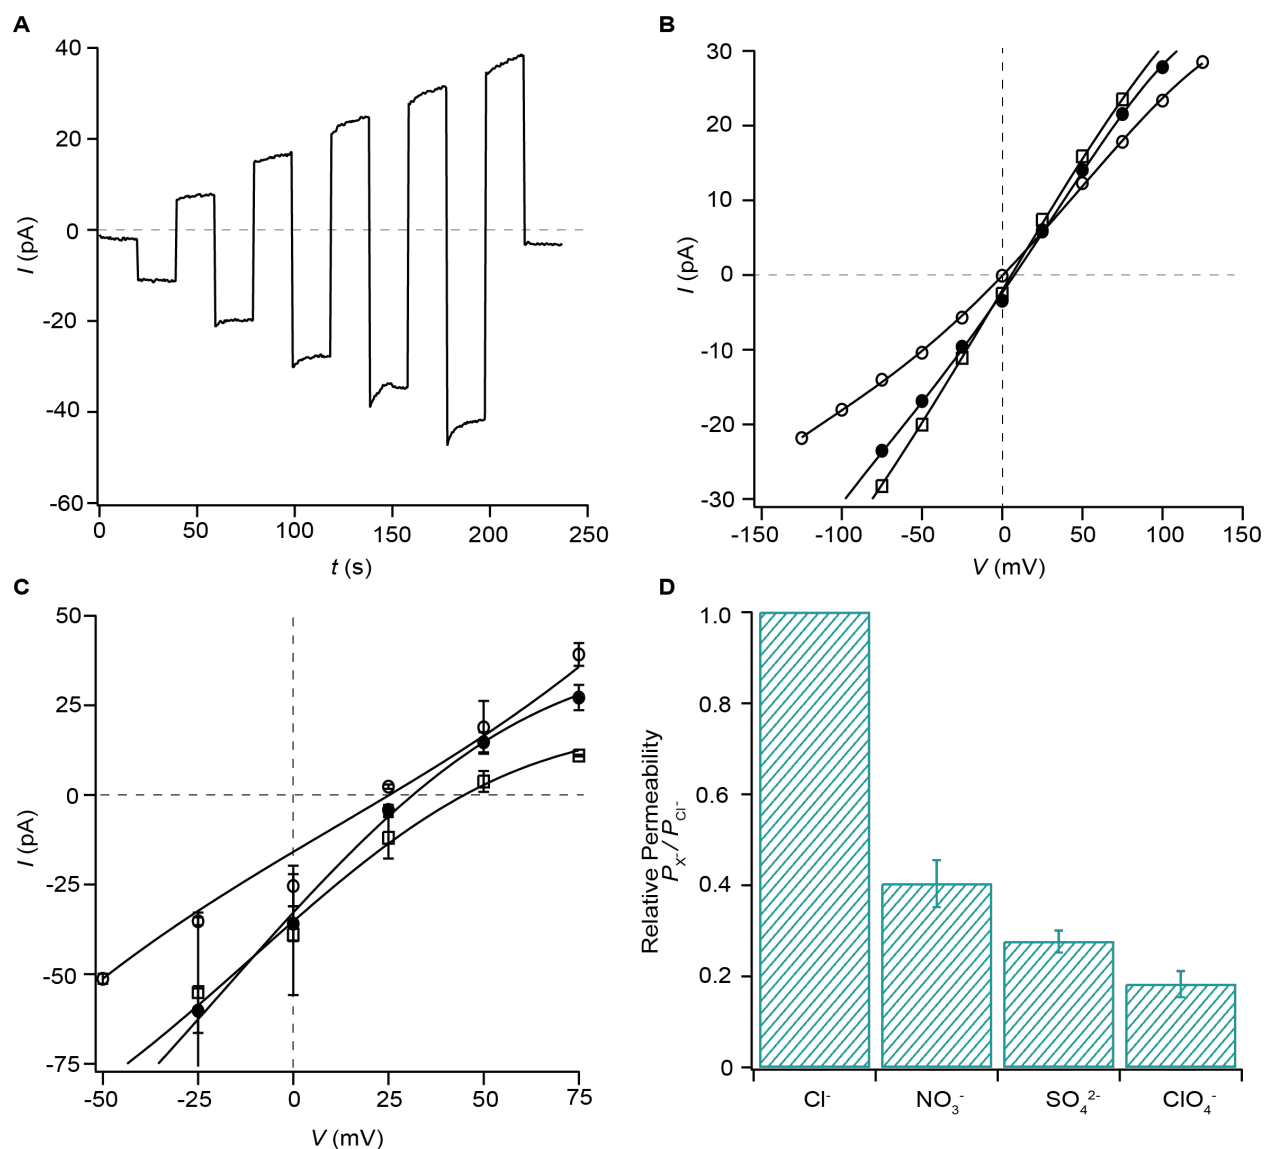 A
40
20
0
-20
-40
-60
I (pA)
0
50
100
150
200
250
t (s)
B
30
20
10
0
-10
-20
-30
I (pA)
-150
-100
-50
0
50
100
150
V (mV)
C
50
25
0
-25
-50
-75
I (pA)
-50
-25
0
25
50
75
V (mV)
D
1.0
0.8
0.6
0.4
0.2
0
Relative Permeability
Pₓ⁻/ P_Cl⁻
Cl⁻
NO₃⁻
SO₄²⁻
ClO₄⁻